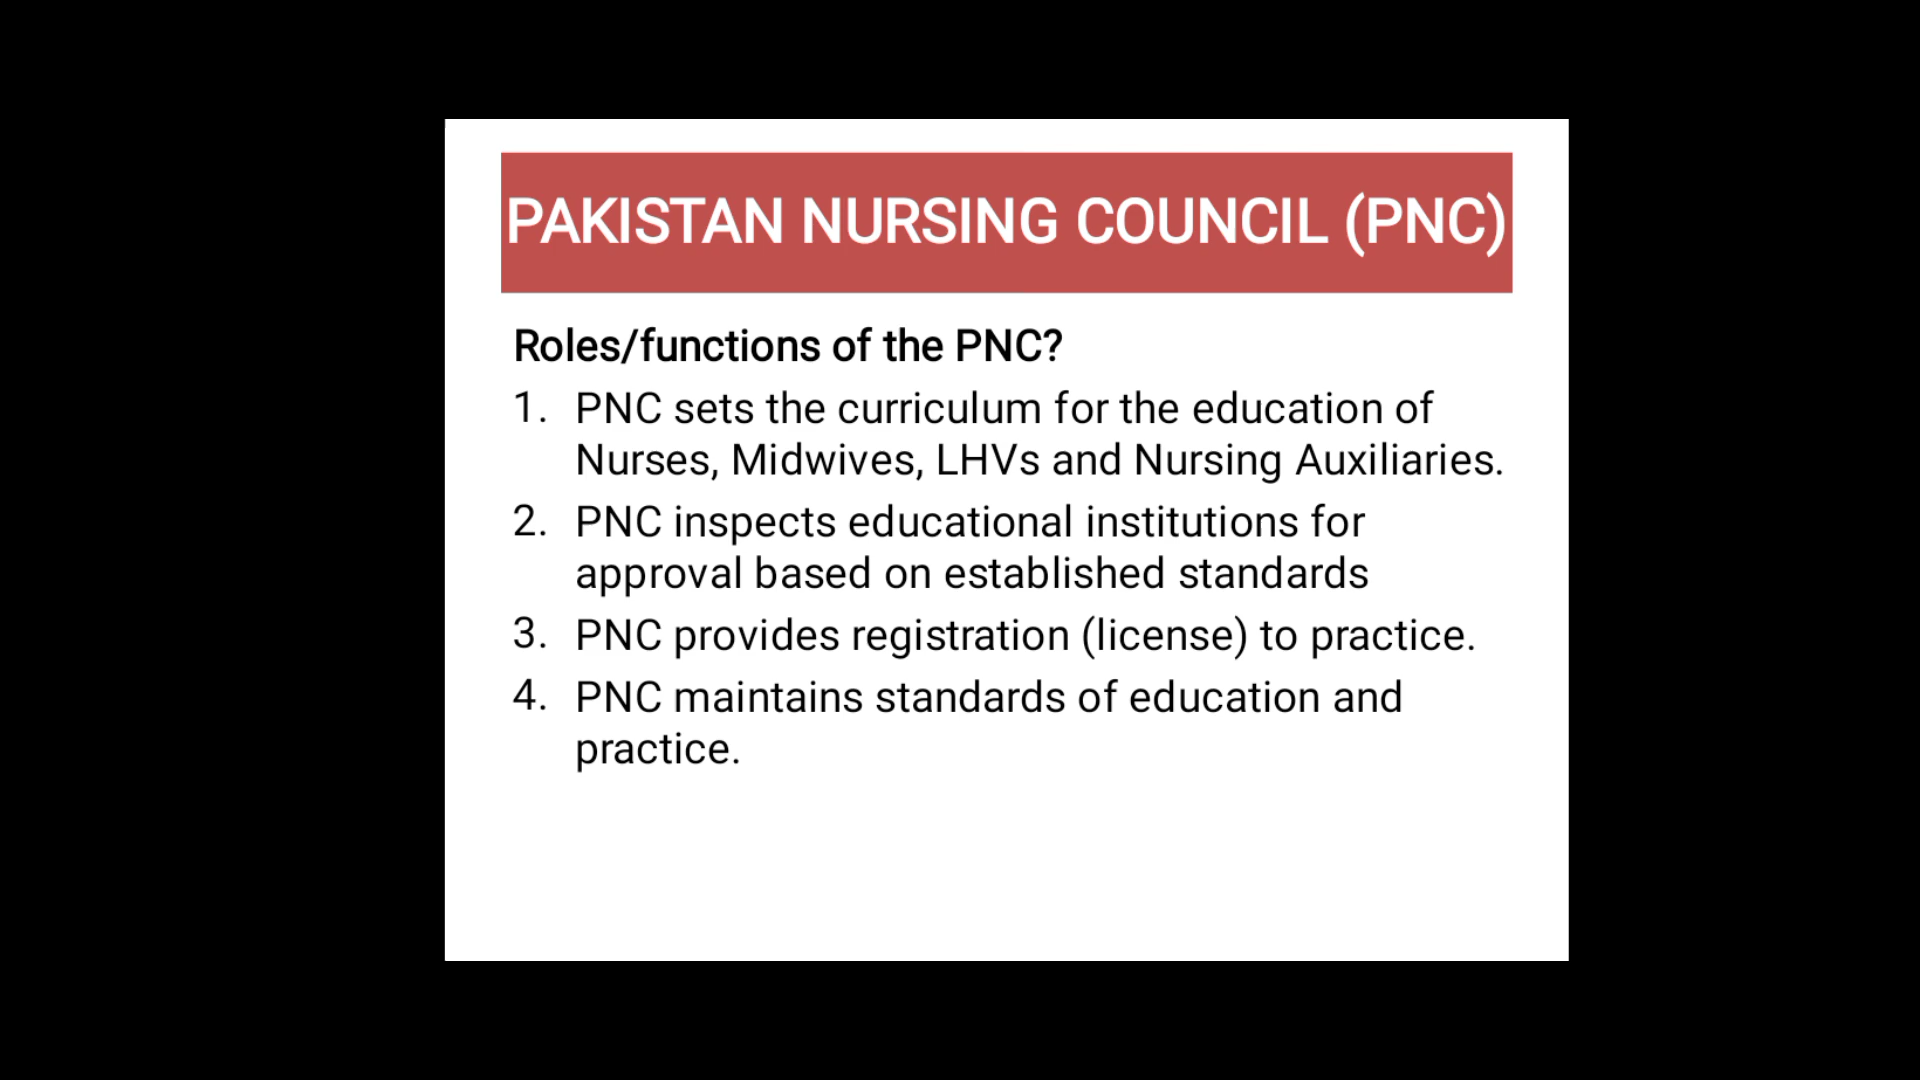 PAKISTAN NURSING COUNCIL (PNC)
Roles/functions of the PNC?
1. PNC sets the curriculum for the education of
Nurses, Midwives, LHVs and Nursing Auxiliaries.
2. PNC inspects educational institutions for
approval based on established standards
3. PNC provides registration (license) to practice.
4. PNC maintains standards of education and
practice.